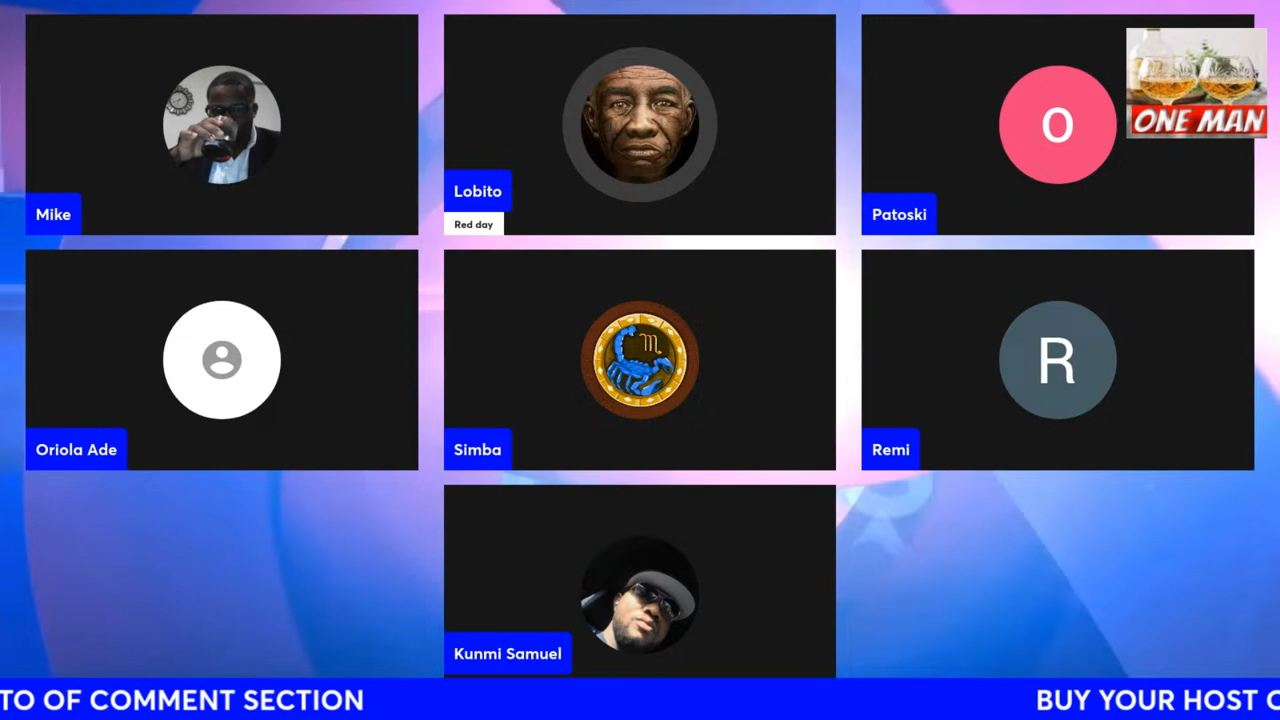 Mike
Lobito
Red day
O
Patoski
ONE MAN
Oriola Ade
Simba
R
Remi
Kunmi Samuel
TO OF COMMENT SECTION
BUY YOUR HOST